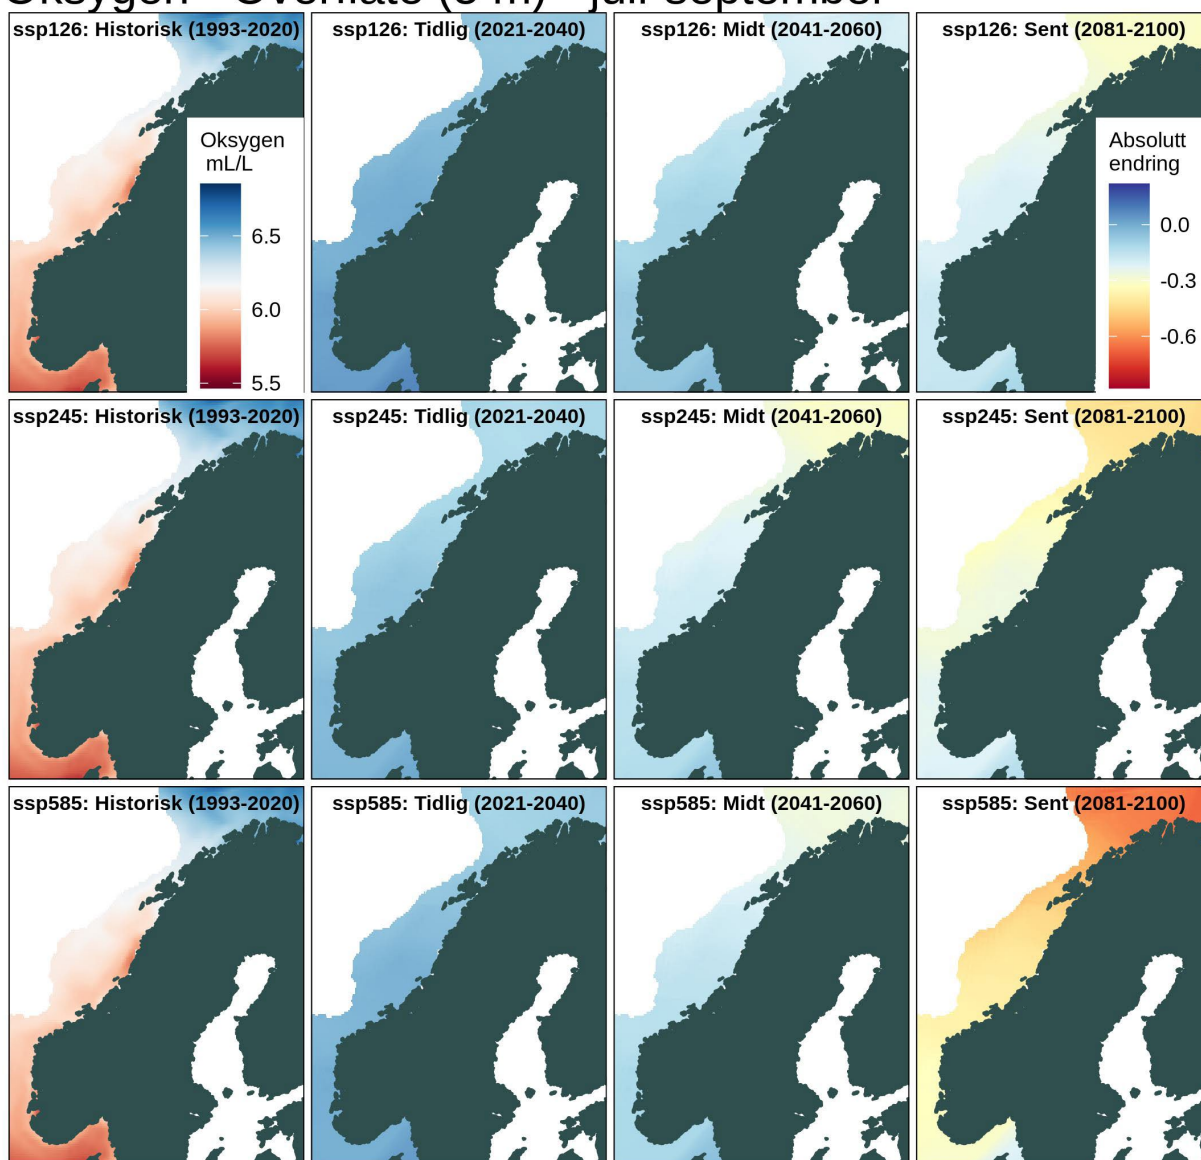 ssp126: Historisk (1993-2020)
ssp126: Tidlig (2021-2040)
ssp126: Midt (2041-2060)
ssp126: Sent (2081-2100)
Oksygen
mL/L
6.5
6.0
5.5
Absolutt
endring
0.0
-0.3
-0.6
ssp245: Historisk (1993-2020)
ssp245: Tidlig (2021-2040)
ssp245: Midt (2041-2060)
ssp245: Sent (2081-2100)
ssp585: Historisk (1993-2020)
ssp585: Tidlig (2021-2040)
ssp585: Midt (2041-2060)
ssp585: Sent (2081-2100)